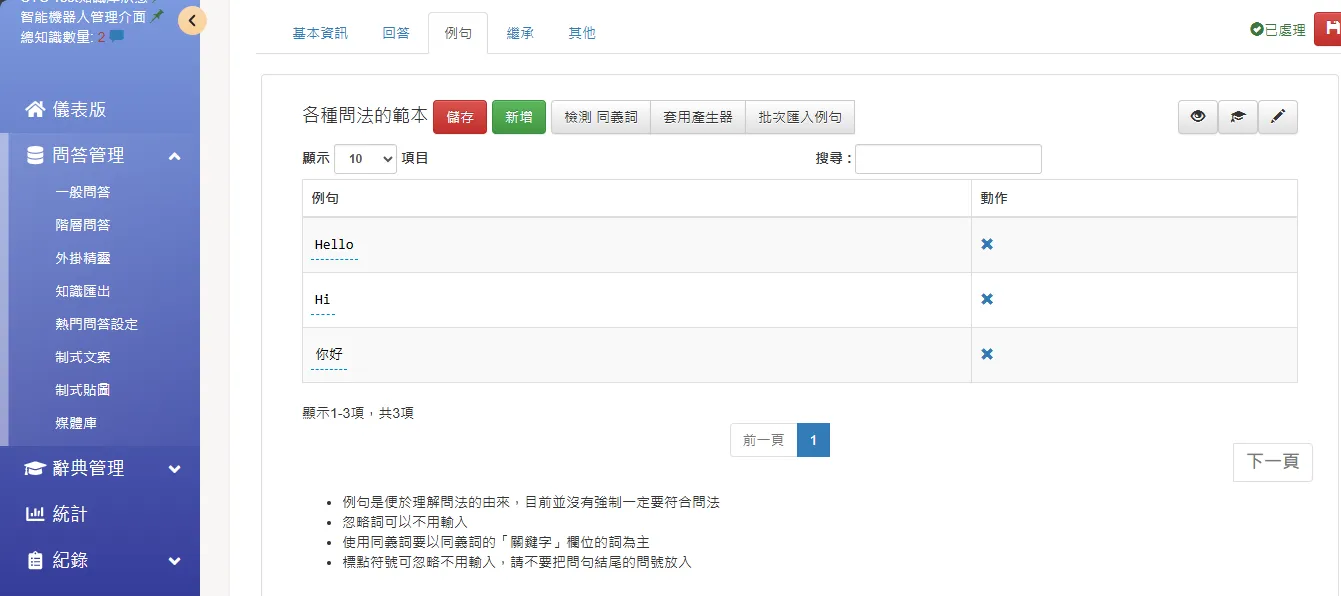 智能機器人管理介面
總知識數量: 2
儀表版
問答管理
一般問答
階層問答
外掛精靈
知識匯出
熱門問答設定
制式文案
制式貼圖
媒體庫
辭典管理
統計
紀錄
基本資訊 回答 例句 繼承 其他
已處理
各種問法的範本 儲存 新增 檢測 同義詞 套用產生器 批次匯入例句
顯示 10 項目 搜尋：
例句 動作
Hello
Hi
你好
顯示1-3項，共3項
前一頁 1
下一頁
例句是便於理解問法的由來，目前並沒有強制一定要符合問法
忽略詞可以不用輸入
使用同義詞要以同義詞的「關鍵字」欄位的詞為主
標點符號可忽略不用輸入，請不要把問句結尾的問號放入